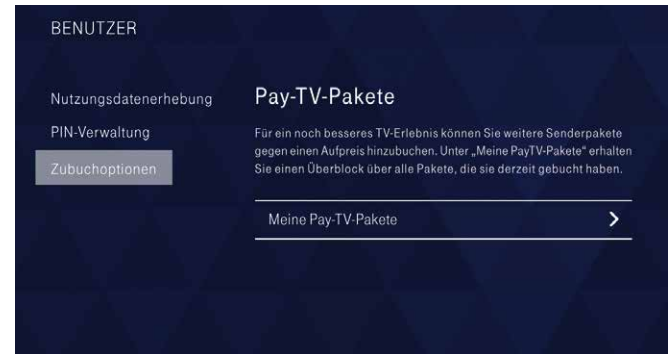 BENUTZER
Nutzungsdatenerhebung
PIN-Verwaltung
Zubuchoptionen
Pay-TV-Pakete
Für ein noch besseres TV-Erlebnis können Sie weitere Senderpakete
gegen einen Aufpreis hinzubuchen. Unter „Meine PayTV-Pakete" erhalten
Sie einen Überblock über alle Pakete, die sie derzeit gebucht haben.
Meine Pay-TV-Pakete